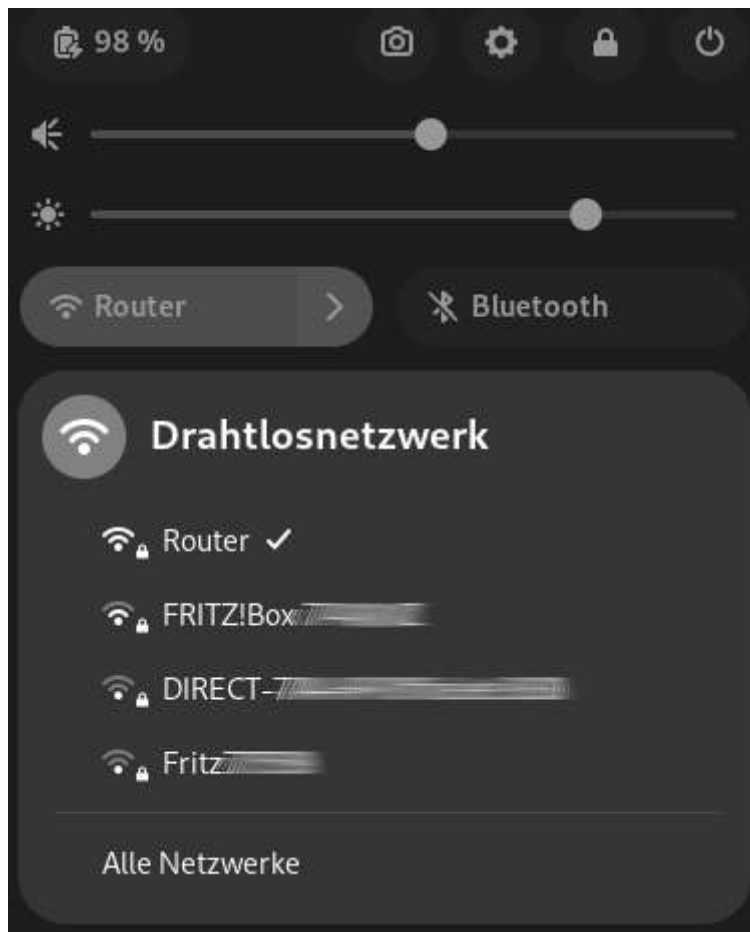 98 %
Router
Bluetooth
Drahtlosnetzwerk
Router
FRITZ!Box
DIRECT-
Fritz
Alle Netzwerke